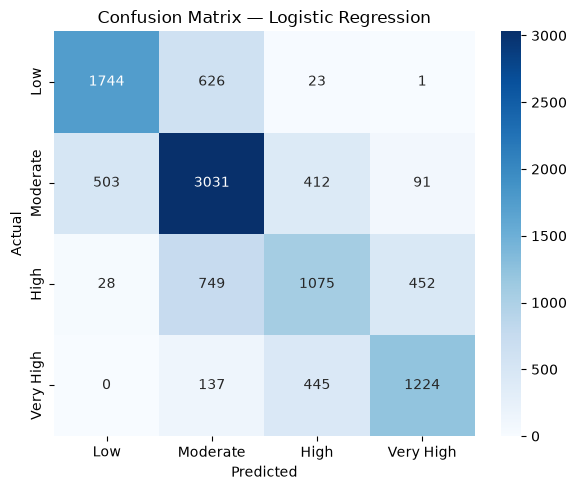 Confusion Matrix — Logistic Regression
Actual
Low
1744 626 23 1
Moderate
503 3031 412 91
High
28 749 1075 452
Very High
0 137 445 1224
Low Moderate High Very High
Predicted
3000
2500
2000
1500
1000
500
0